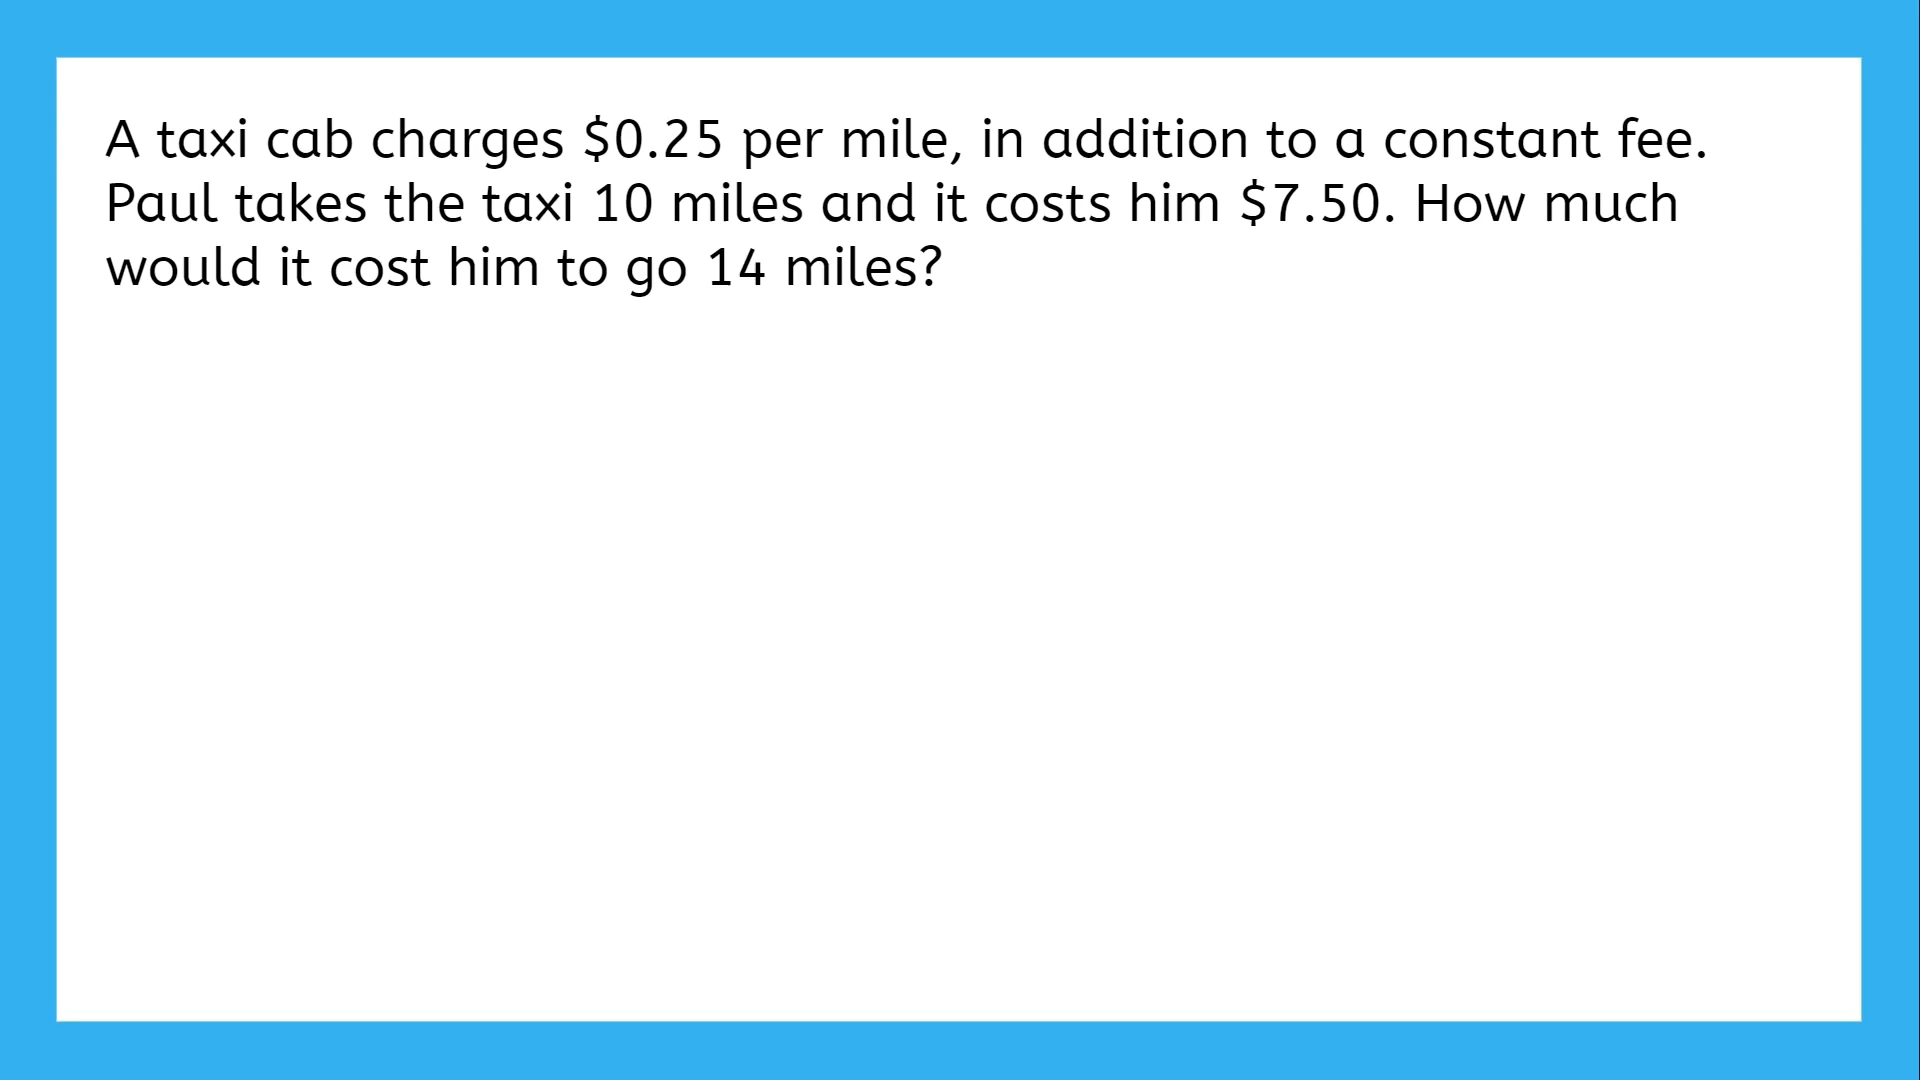 A taxi cab charges $0.25 per mile, in addition to a constant fee.
Paul takes the taxi 10 miles and it costs him $7.50. How much
would it cost him to go 14 miles?